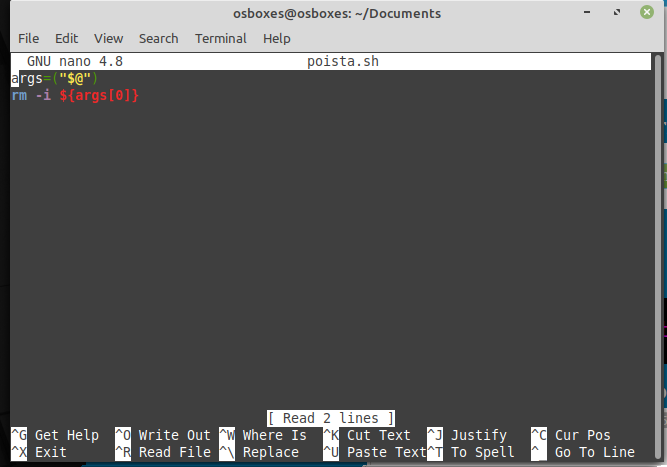 osboxes@osboxes: ~/Documents
File Edit View Search Terminal Help
GNU nano 4.8 poista.sh
args=("$@")
rm -i ${args[0]}
[ Read 2 lines ]
^G Get Help ^O Write Out ^W Where Is ^K Cut Text ^J Justify ^C Cur Pos
^X Exit ^R Read File ^\ Replace ^U Paste Text ^T To Spell ^_ Go To Line